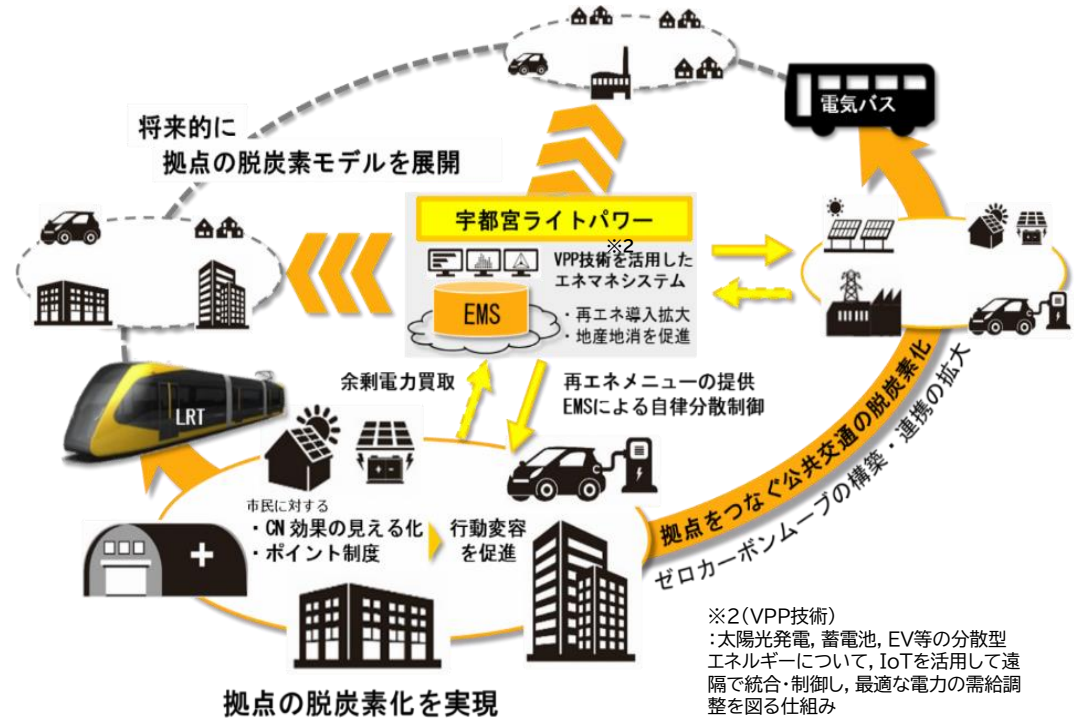 電気バス
将来的に
拠点の脱炭素モデルを展開
宇都宮ライトパワー
※2
VPP技術を活用した
エネマネシステム
EMS
・再エネ導入拡大
・地産地消を促進
余剰電力買取
再エネメニューの提供
EMSによる自律分散制御
LRT
市民に対する
・CN効果の見える化
・ポイント制度
行動変容
を促進
拠点をつなぐ公共交通の脱炭素化
ゼロカーボンムーブの構築・連携の拡大
拠点の脱炭素化を実現
※2(VPP技術)
:太陽光発電,蓄電池,EV等の分散型
エネルギーについて,IoTを活用して遠
隔で統合・制御し,最適な電力の需給調
整を図る仕組み